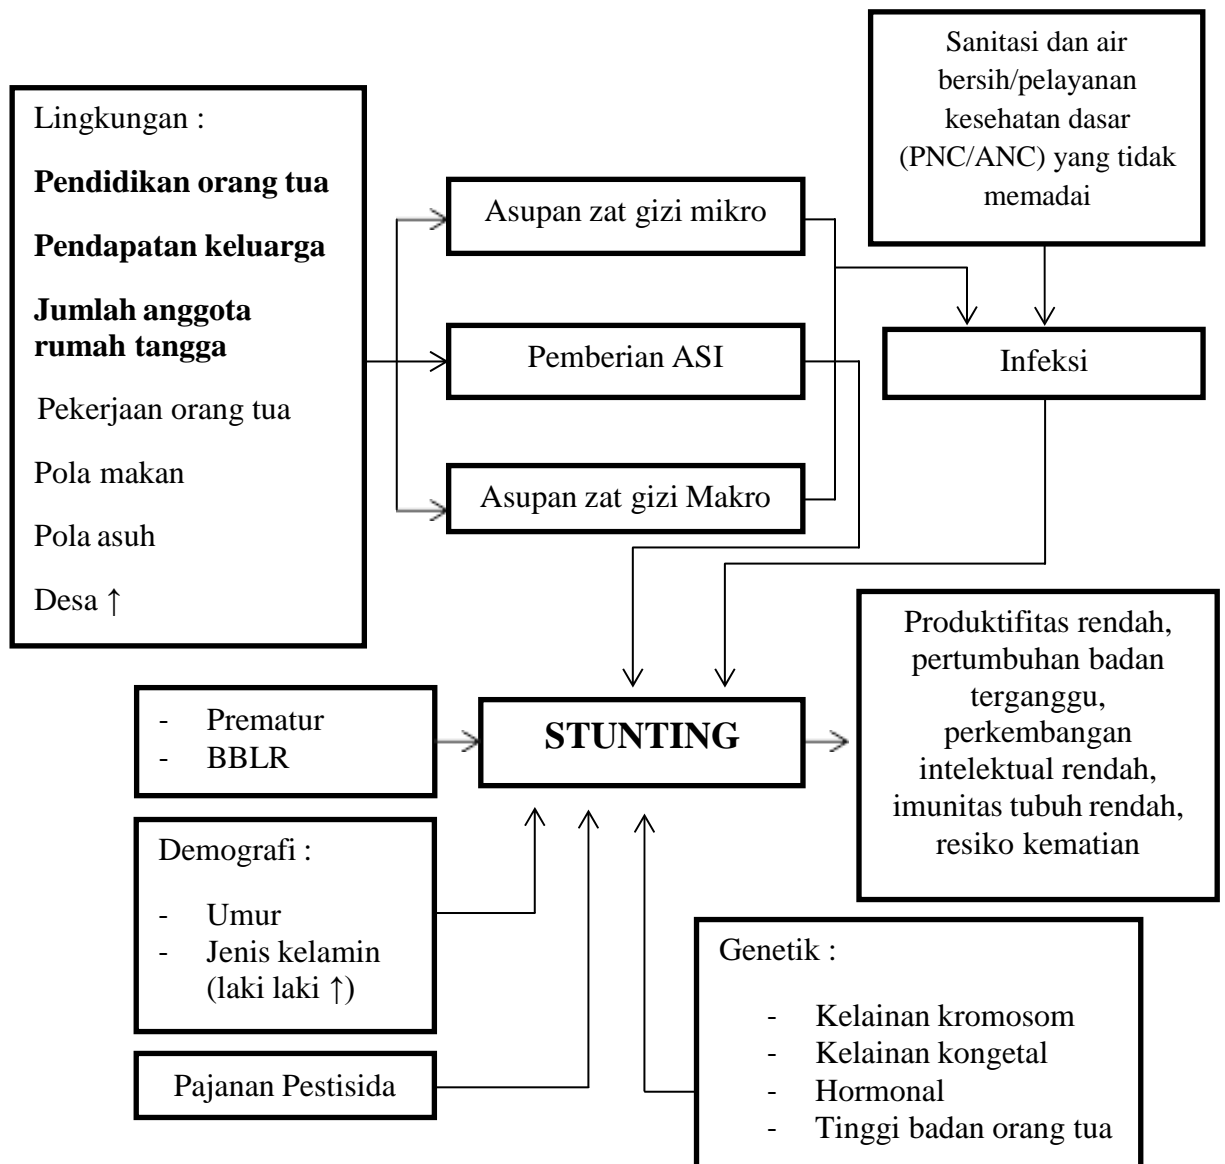 Sanitasi dan air
bersih/pelayanan
kesehatan dasar
(PNC/ANC) yang tidak
memadai
Lingkungan :
Pendidikan orang tua
Pendapatan keluarga
Jumlah anggota
rumah tangga
Pekerjaan orang tua
Pola makan
Pola asuh
Desa ↑
Asupan zat gizi mikro
Pemberian ASI
Asupan zat gizi Makro
Infeksi
- Prematur
- BBLR
STUNTING
Produktifitas rendah,
pertumbuhan badan
terganggu,
perkembangan
intelektual rendah,
imunitas tubuh rendah,
resiko kematian
Demografi :
- Umur
- Jenis kelamin
(laki laki ↑)
Pajanan Pestisida
Genetik :
- Kelainan kromosom
- Kelainan kongetal
- Hormonal
- Tinggi badan orang tua